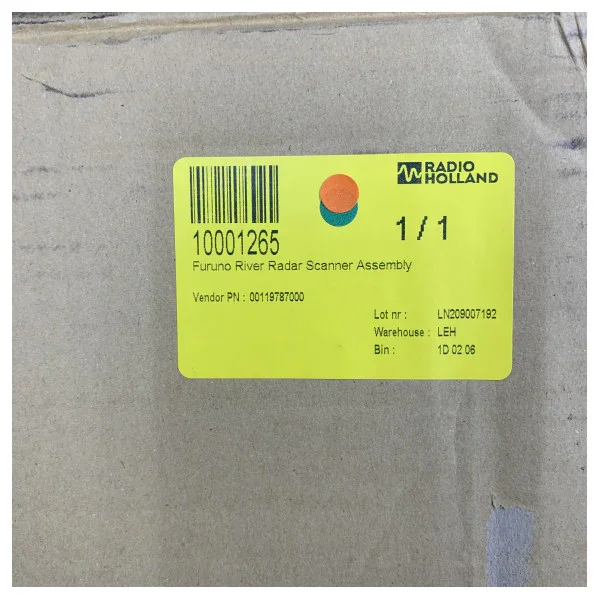 RADIO
HOLLAND
10001265
1 / 1
Furuno River Radar Scanner Assembly
Vendor PN : 00119787000
Lot nr : LN209007192
Warehouse : LEH
Bin : 1D 02 06